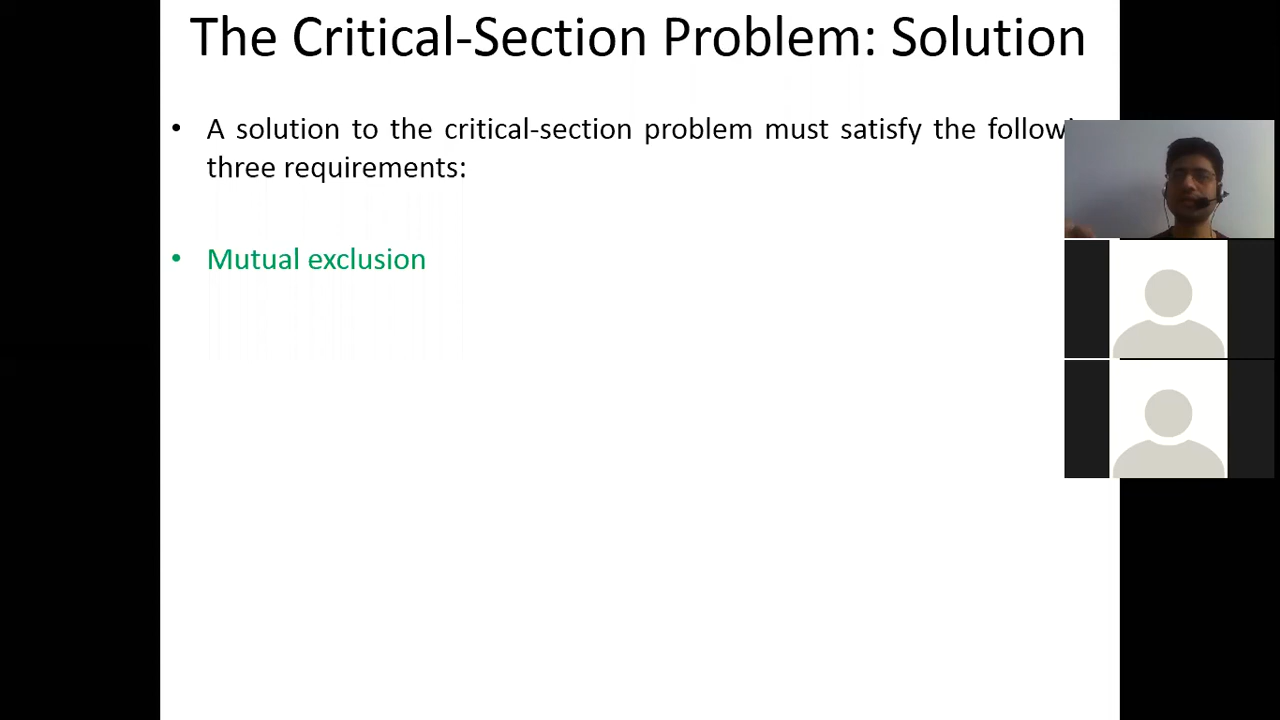 The Critical-Section Problem: Solution
• A solution to the critical-section problem must satisfy the
three requirements:
• Mutual exclusion